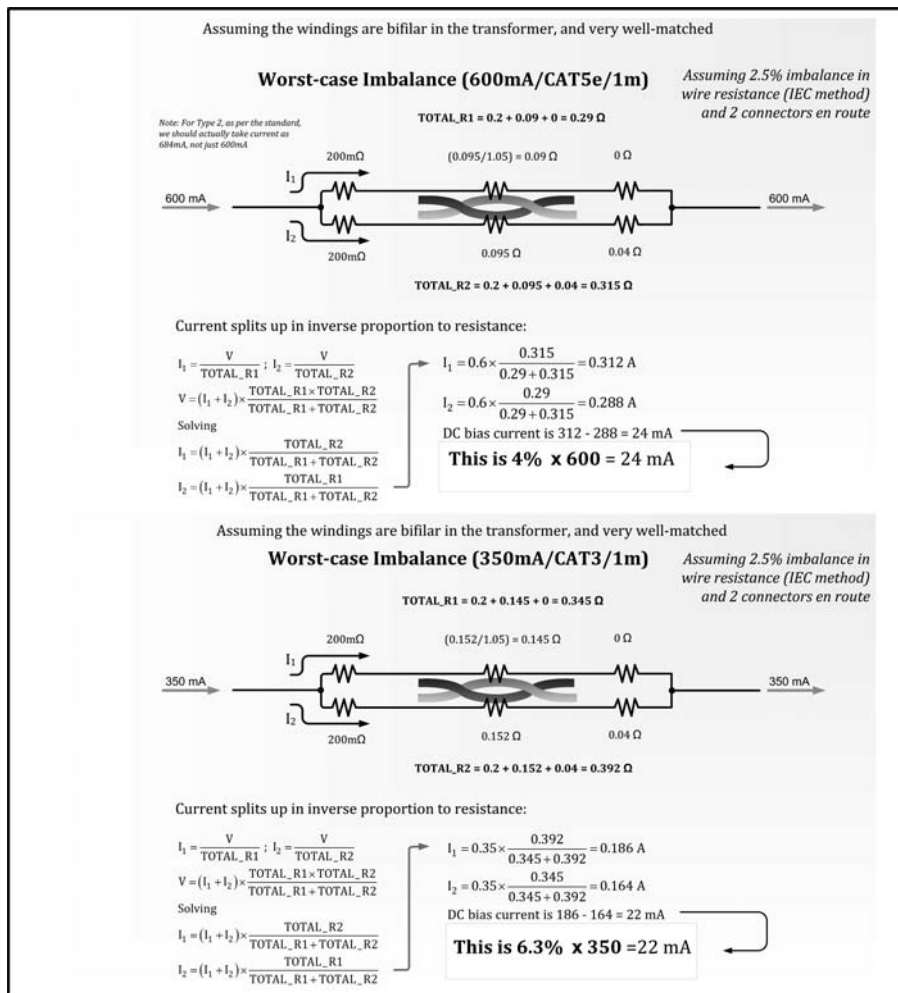 Assuming the windings are bifilar in the transformer, and very well-matched
Worst-case Imbalance (600mA/CAT5e/1m)
Assuming 2.5% imbalance in
wire resistance (IEC method)
and 2 connectors en route
Note: For Type 2, as per the standard,
we should actually take current as
684mA, not just 600mA
TOTAL_R1 = 0.2 + 0.09 + 0 = 0.29 Ω
200mΩ (0.095/1.05) = 0.09 Ω 0 Ω
I₁
600 mA 600 mA
I₂
200mΩ 0.095 Ω 0.04 Ω
TOTAL_R2 = 0.2 + 0.095 + 0.04 = 0.315 Ω
Current splits up in inverse proportion to resistance:
I₁ = V / TOTAL_R1 ; I₂ = V / TOTAL_R2
V = (I₁ + I₂) × TOTAL_R1 × TOTAL_R2 / TOTAL_R1 + TOTAL_R2
Solving
I₁ = (I₁ + I₂) × TOTAL_R2 / TOTAL_R1 + TOTAL_R2
I₂ = (I₁ + I₂) × TOTAL_R1 / TOTAL_R1 + TOTAL_R2
I₁ = 0.6 × 0.315 / 0.29 + 0.315 = 0.312 A
I₂ = 0.6 × 0.29 / 0.29 + 0.315 = 0.288 A
DC bias current is 312 - 288 = 24 mA
This is 4% x 600 = 24 mA
Assuming the windings are bifilar in the transformer, and very well-matched
Worst-case Imbalance (350mA/CAT3/1m)
Assuming 2.5% imbalance in
wire resistance (IEC method)
and 2 connectors en route
TOTAL_R1 = 0.2 + 0.145 + 0 = 0.345 Ω
200mΩ (0.152/1.05) = 0.145 Ω 0 Ω
I₁
350 mA 350 mA
I₂
200mΩ 0.152 Ω 0.04 Ω
TOTAL_R2 = 0.2 + 0.152 + 0.04 = 0.392 Ω
Current splits up in inverse proportion to resistance:
I₁ = V / TOTAL_R1 ; I₂ = V / TOTAL_R2
V = (I₁ + I₂) × TOTAL_R1 × TOTAL_R2 / TOTAL_R1 + TOTAL_R2
Solving
I₁ = (I₁ + I₂) × TOTAL_R2 / TOTAL_R1 + TOTAL_R2
I₂ = (I₁ + I₂) × TOTAL_R1 / TOTAL_R1 + TOTAL_R2
I₁ = 0.35 × 0.392 / 0.345 + 0.392 = 0.186 A
I₂ = 0.35 × 0.345 / 0.345 + 0.392 = 0.164 A
DC bias current is 186 - 164 = 22 mA
This is 6.3% x 350 =22 mA